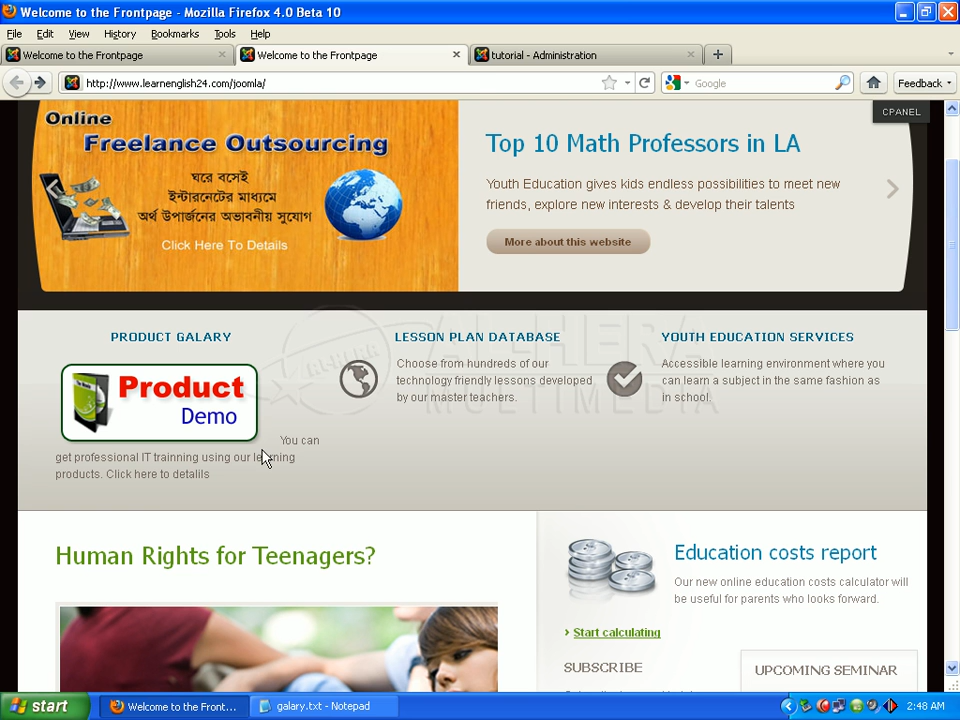 Welcome to the Frontpage - Mozilla Firefox 4.0 Beta 10
File Edit View History Bookmarks Tools Help
Welcome to the Frontpage
Welcome to the Frontpage
tutorial - Administration
http://www.learnenglish24.com/joomla/
Google
Feedback
CPANEL
Online
Freelance Outsourcing
ঘরে বসেই
ইন্টারনেটের মাধ্যমে
অর্থ উপার্জনের অভাবনীয় সুযোগ
Click Here To Details
Top 10 Math Professors in LA
Youth Education gives kids endless possibilities to meet new
friends, explore new interests & develop their talents
More about this website
PRODUCT GALARY
Product
Demo
You can
get professional IT trainning using our learning
products. Click here to detalils
LESSON PLAN DATABASE
Choose from hundreds of our
technology friendly lessons developed
by our master teachers.
YOUTH EDUCATION SERVICES
Accessible learning environment where you
can learn a subject in the same fashion as
in school.
ALPHERA
MULTIMEDIA
Human Rights for Teenagers?
Education costs report
Our new online education costs calculator will
be useful for parents who looks forward.
Start calculating
SUBSCRIBE
UPCOMING SEMINAR
start
Welcome to the Front...
galary.txt - Notepad
2:48 AM